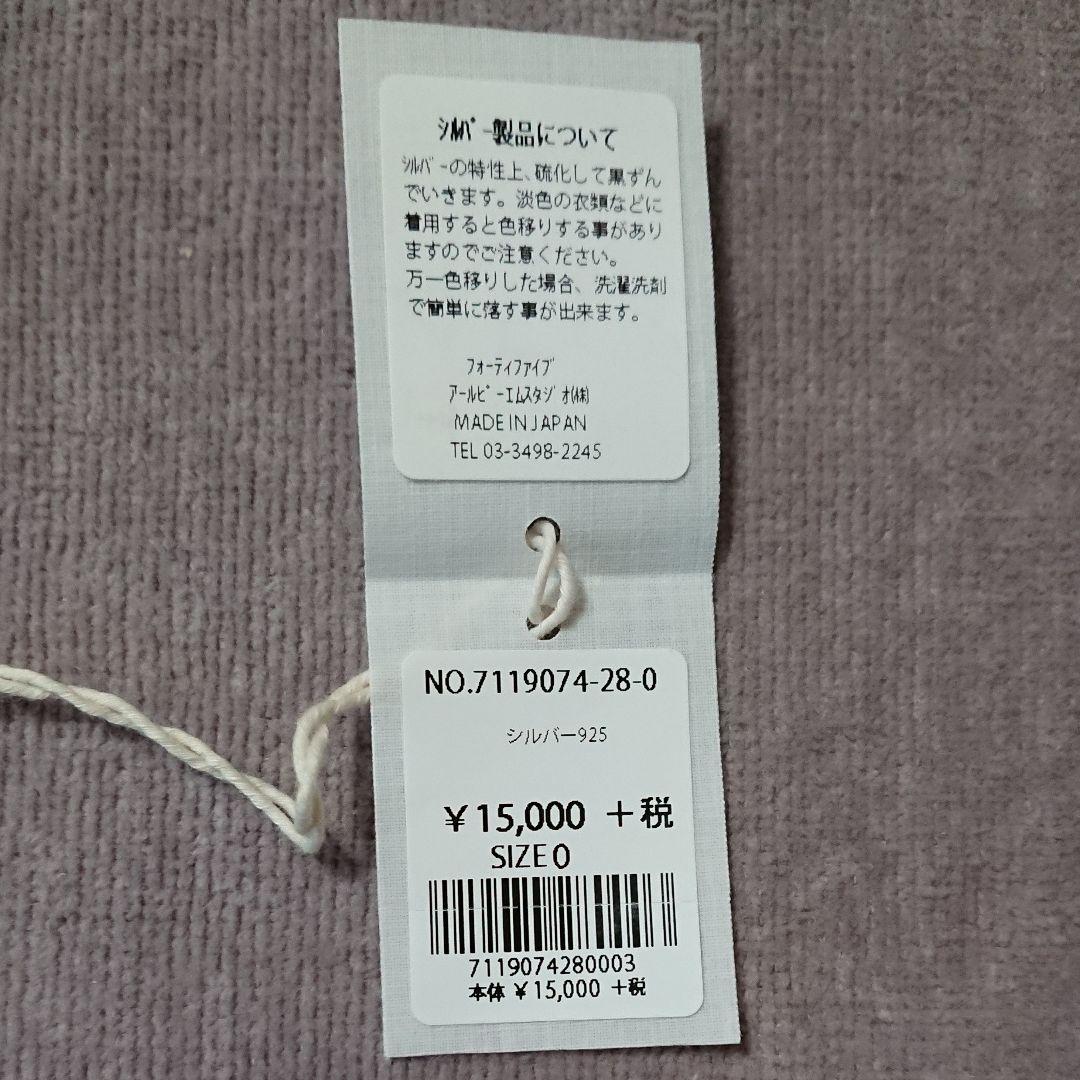 ｼﾙﾊﾞｰ製品について
ｼﾙﾊﾞｰの特性上、硫化して黒ずん
でいきます。淡色の衣類などに
着用すると色移りする事があり
ますのでご注意ください。
万一色移りした場合、洗濯洗剤
で簡単に落す事が出来ます。
ﾌｫｰﾃｨﾌｧｲﾌﾞ
ｱｰﾙﾋﾟｰｴﾑｽﾀｼﾞｵ(株)
MADE IN JAPAN
TEL 03-3498-2245
NO.7119074-28-0
シルバー925
￥15,000 ＋税
SIZE 0
7119074280003
本体 ￥15,000 ＋税